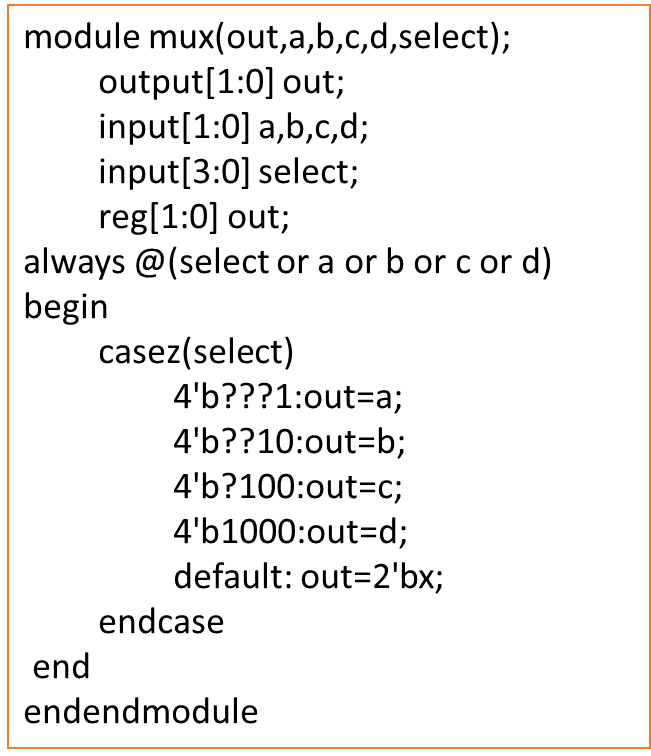 module mux(out,a,b,c,d,select);
output[1:0] out;
input[1:0] a,b,c,d;
input[3:0] select;
reg[1:0] out;
always @(select or a or b or c or d)
begin
casez(select)
4'b???1:out=a;
4'b??10:out=b;
4'b?100:out=c;
4'b1000:out=d;
default: out=2'bx;
endcase
end
endendmodule